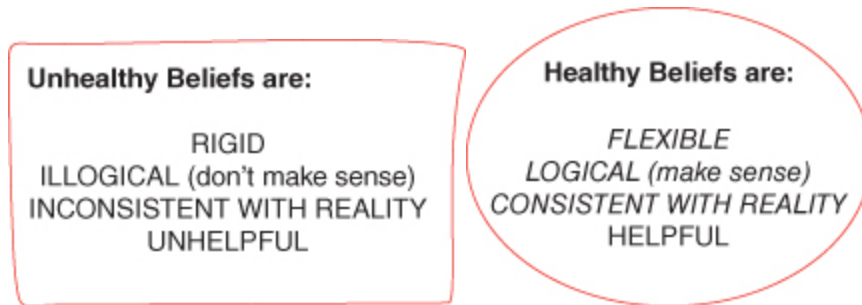 Unhealthy Beliefs are:
RIGID
ILLOGICAL (don't make sense)
INCONSISTENT WITH REALITY
UNHELPFUL
Healthy Beliefs are:
FLEXIBLE
LOGICAL (make sense)
CONSISTENT WITH REALITY
HELPFUL